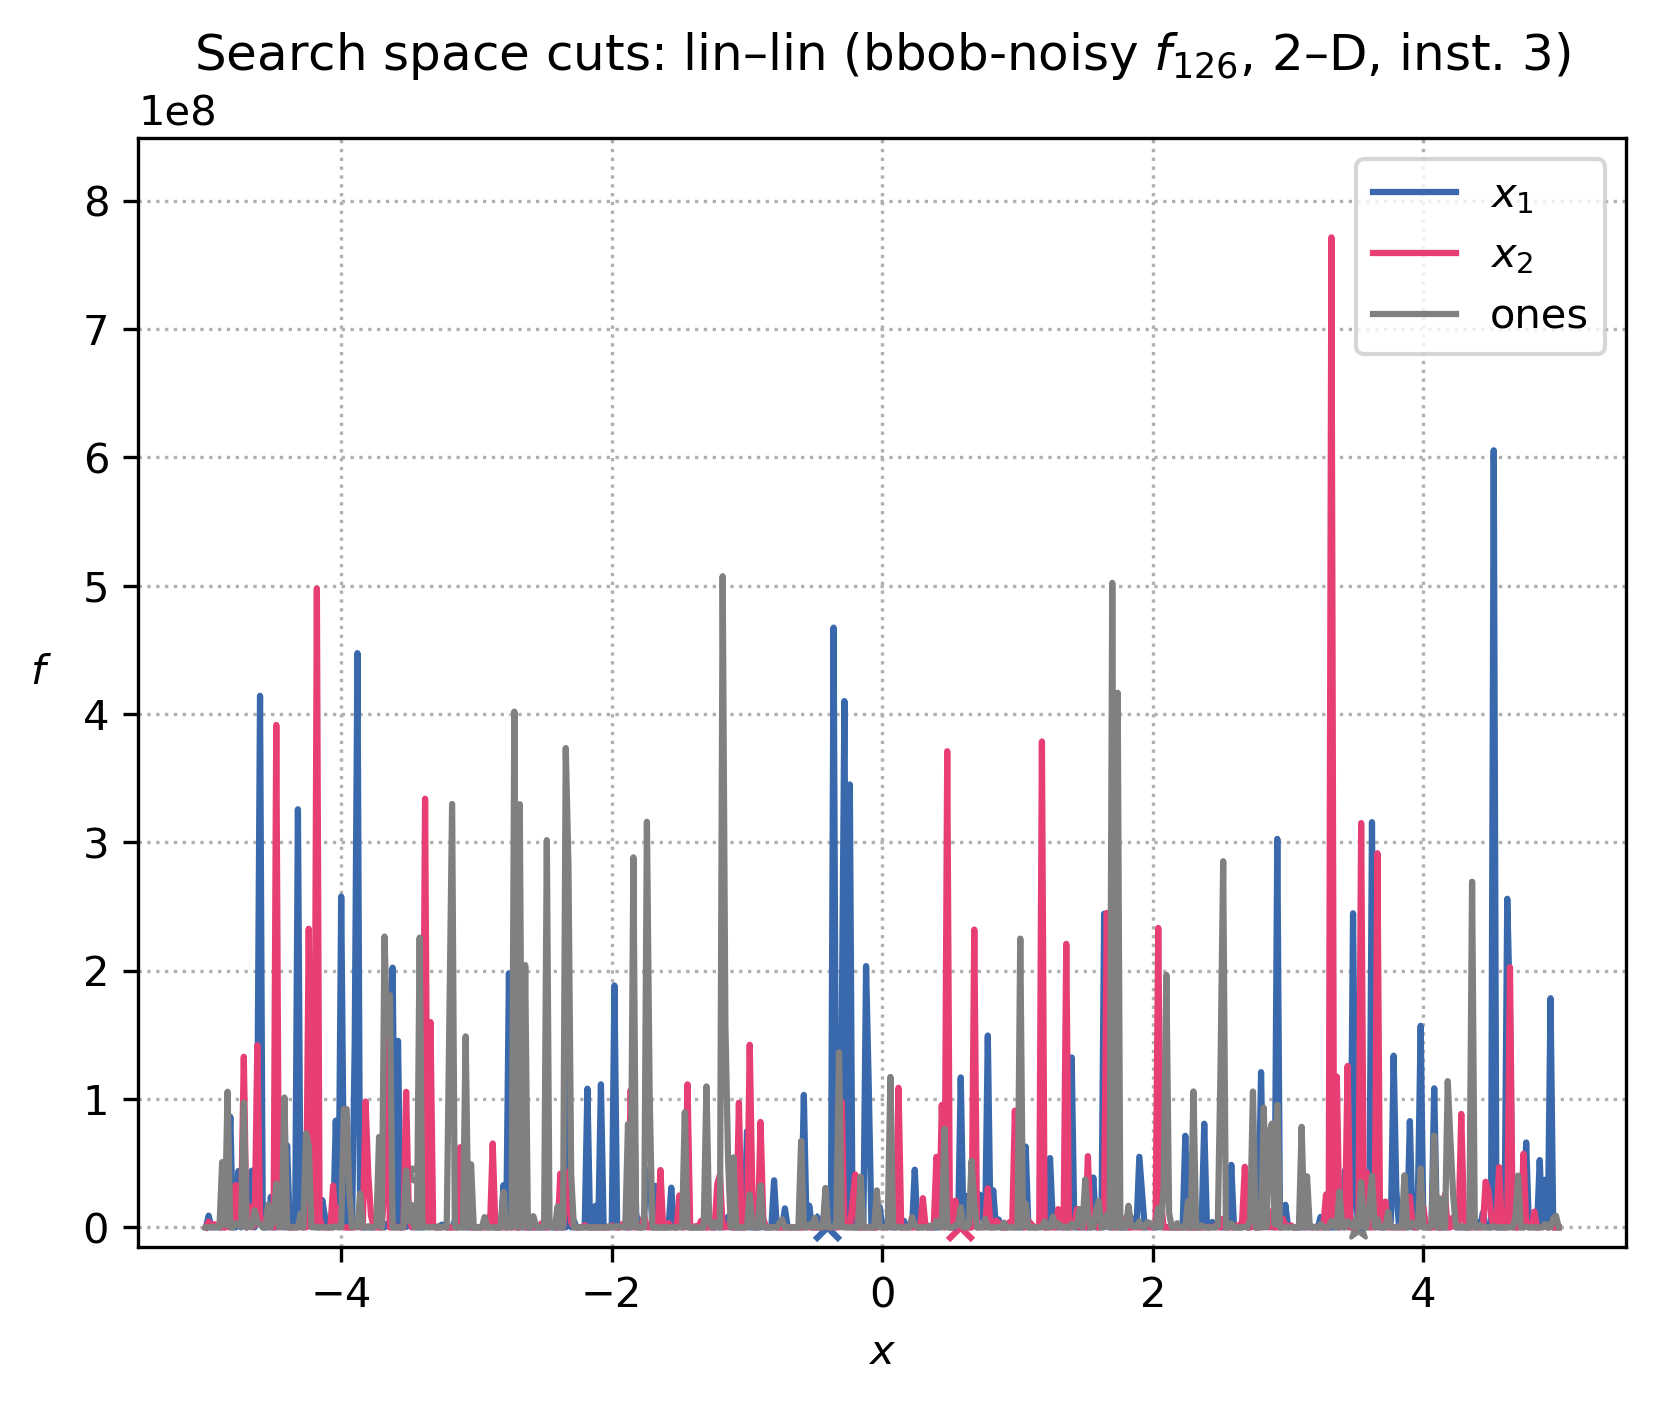 Search space cuts: lin–lin (bbob-noisy f126, 2–D, inst. 3)
1e8
8
7
6
5
4
3
2
1
0
f
−4
−2
0
2
4
x
x1
x2
ones